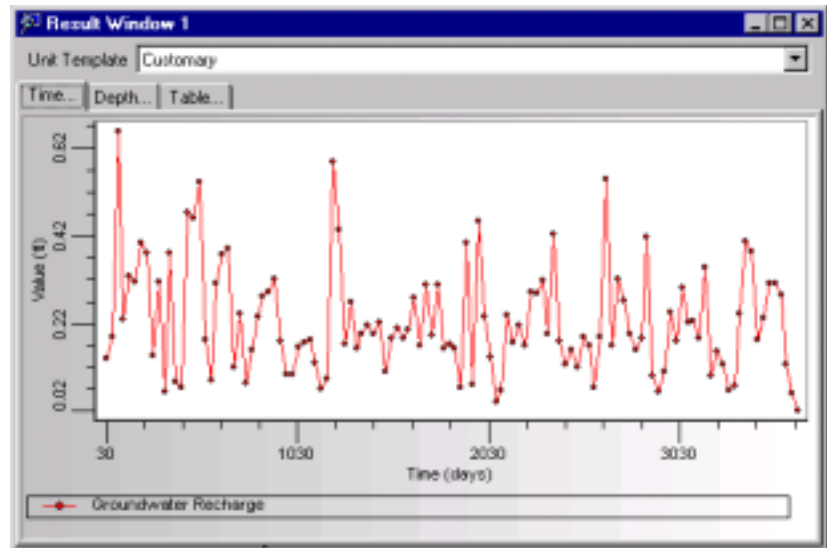 Result Window 1
Unit Template Customary
Time... Depth... Table...
0.62
0.42
0.22
0.02
Value (ft)
30 1030 2030 3030
Time (days)
Groundwater Recharge